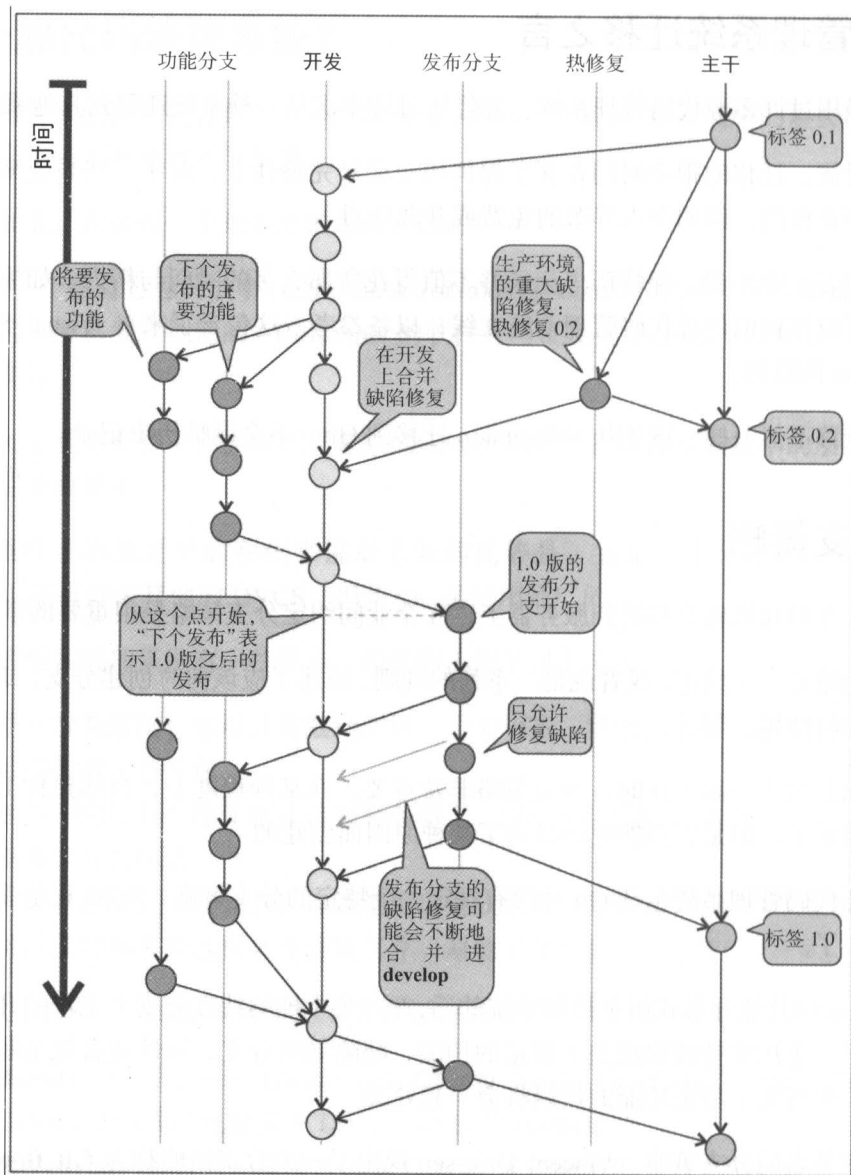 功能分支
开发
发布分支
热修复
主干
时间
标签 0.1
将要发
布的
功能
下个发
布的主
要功能
生产环境
的重大缺
陷修复：
热修复 0.2
在开发
上合并
缺陷修复
标签 0.2
1.0 版的
发布分
支开始
从这个点开始，
“下个发布”表
示 1.0 版之后的
发布
只允许
修复缺陷
发布分支的
缺陷修复可
能会不断地
合并进
develop
标签 1.0